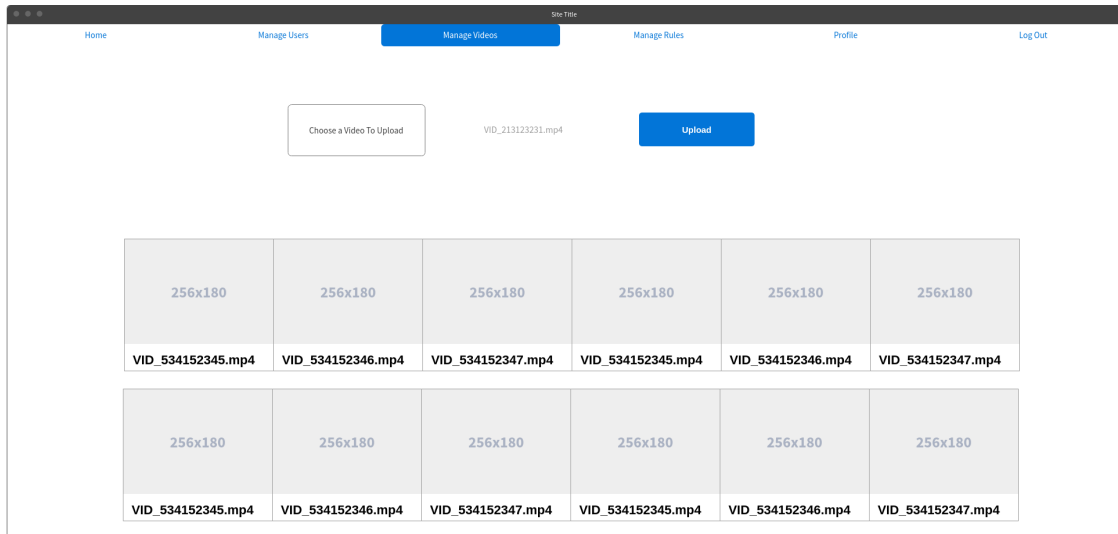 Site Title
Home Manage Users Manage Videos Manage Rules Profile Log Out
Choose a Video To Upload VID_213123231.mp4 Upload
256x180 256x180 256x180 256x180 256x180 256x180
VID_534152345.mp4 VID_534152346.mp4 VID_534152347.mp4 VID_534152345.mp4 VID_534152346.mp4 VID_534152347.mp4
256x180 256x180 256x180 256x180 256x180 256x180
VID_534152345.mp4 VID_534152346.mp4 VID_534152347.mp4 VID_534152345.mp4 VID_534152346.mp4 VID_534152347.mp4